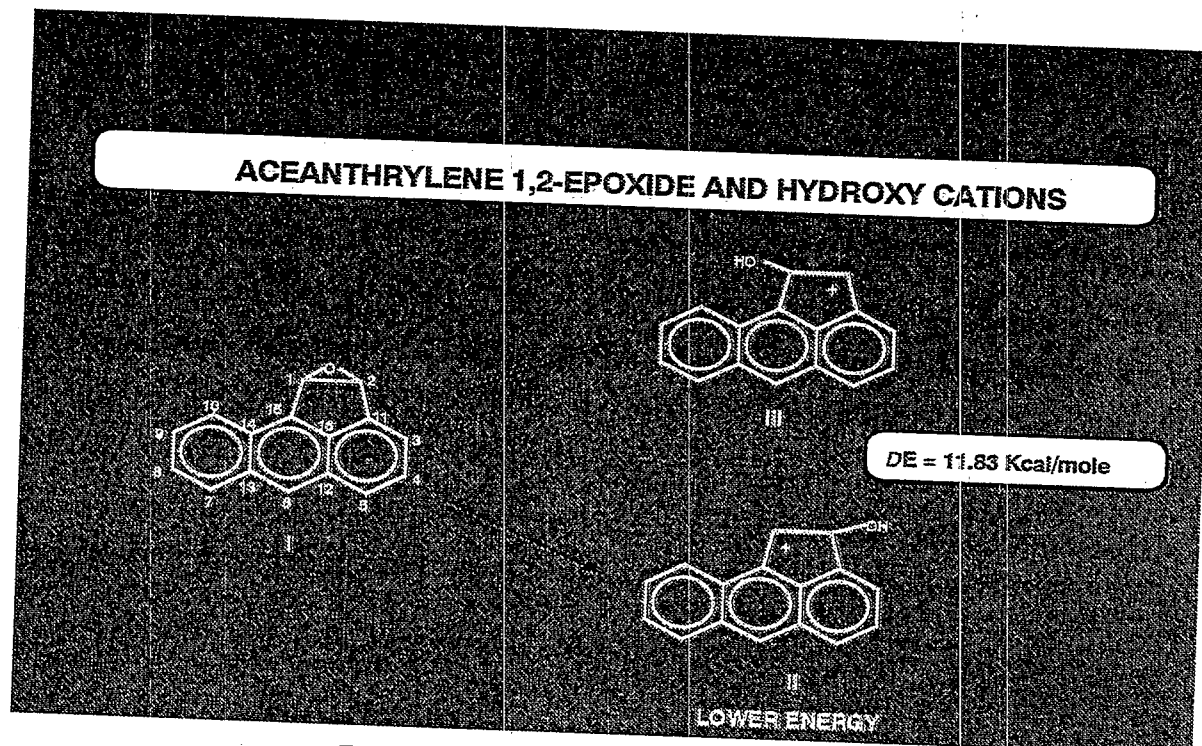 ACEANTHRYLENE 1,2-EPOXIDE AND HYDROXY CATIONS
HO
+
III
1
O
2
10
15
11
9
14
3
8
4
13
12
7
6
5
I
DE = 11.83 Kcal/mole
OH
+
II
LOWER ENERGY